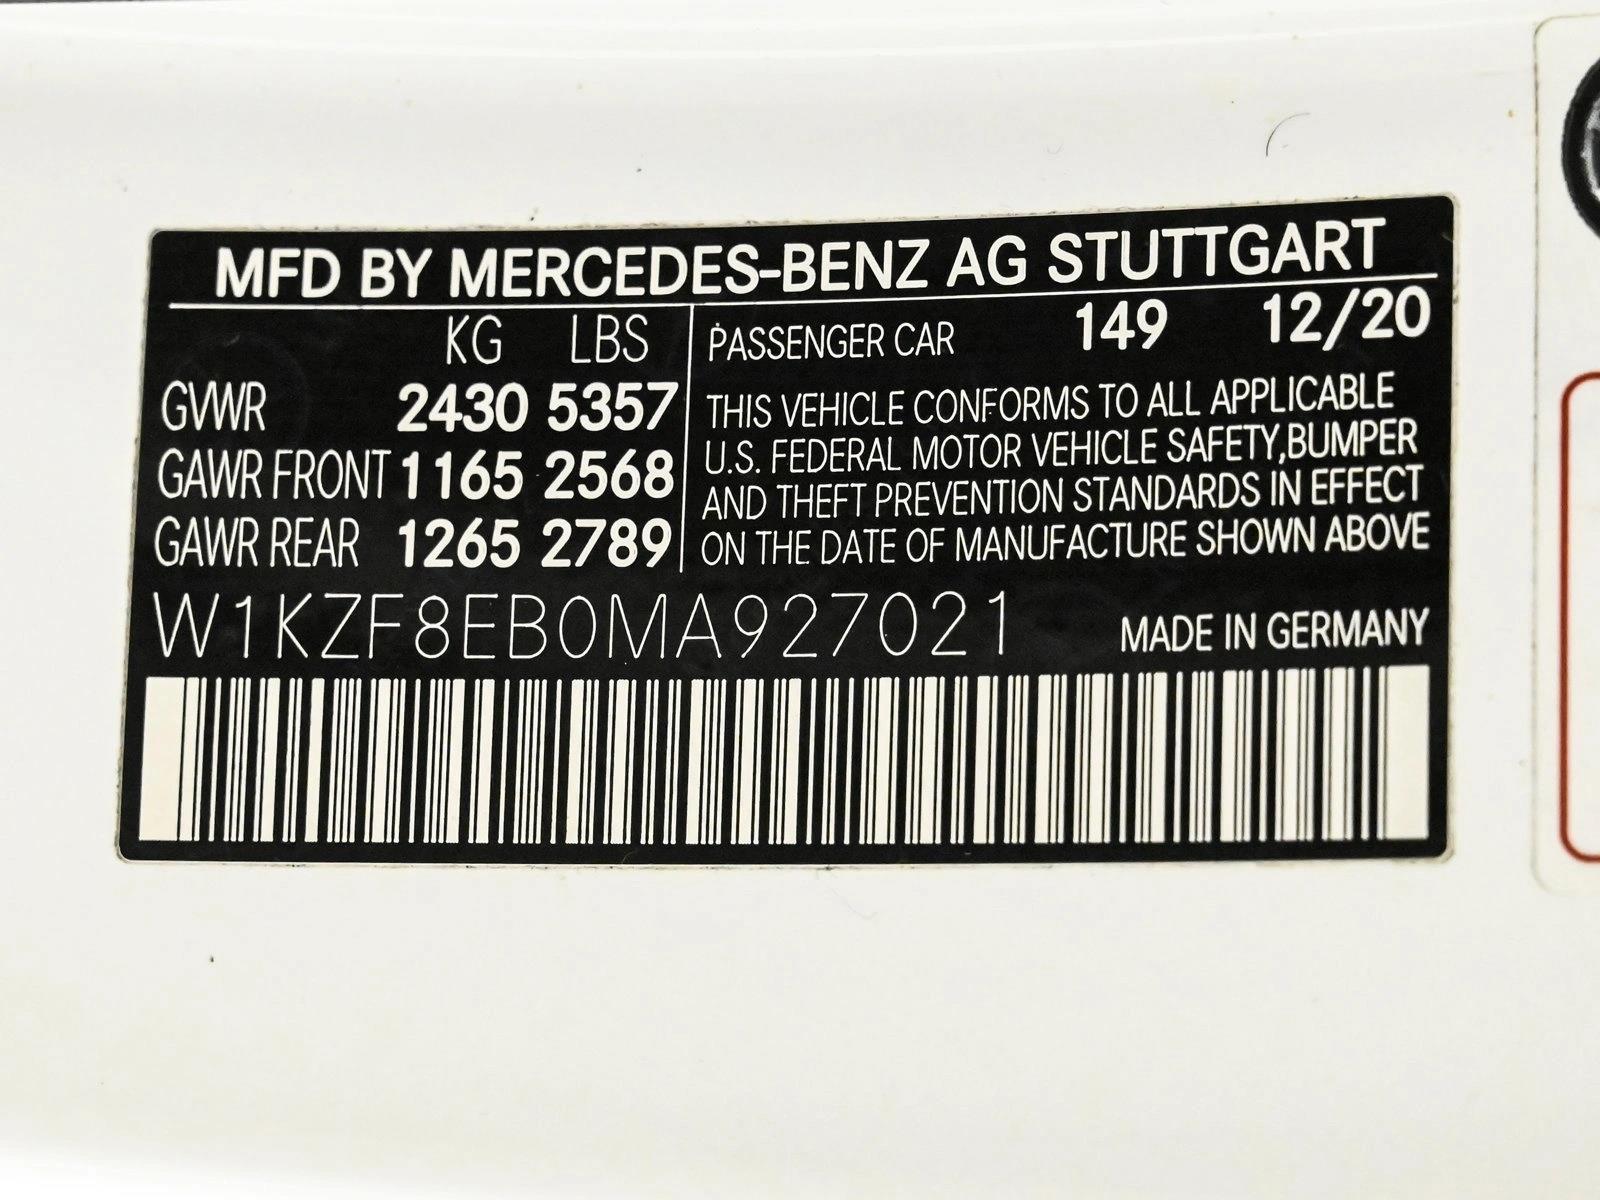 MFD BY MERCEDES-BENZ AG STUTTGART
KG LBS
GVWR 2430 5357
GAWR FRONT 1165 2568
GAWR REAR 1265 2789
PASSENGER CAR 149 12/20
THIS VEHICLE CONFORMS TO ALL APPLICABLE
U.S. FEDERAL MOTOR VEHICLE SAFETY,BUMPER
AND THEFT PREVENTION STANDARDS IN EFFECT
ON THE DATE OF MANUFACTURE SHOWN ABOVE
W1KZF8EB0MA927021 MADE IN GERMANY